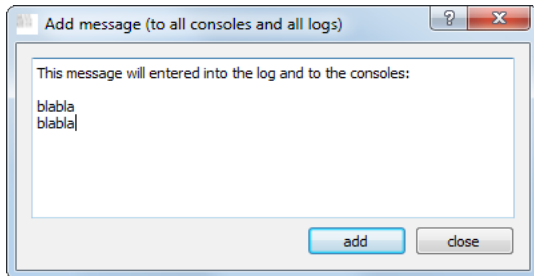 Add message (to all consoles and all logs)
This message will entered into the log and to the consoles:
blabla
blabla
add close